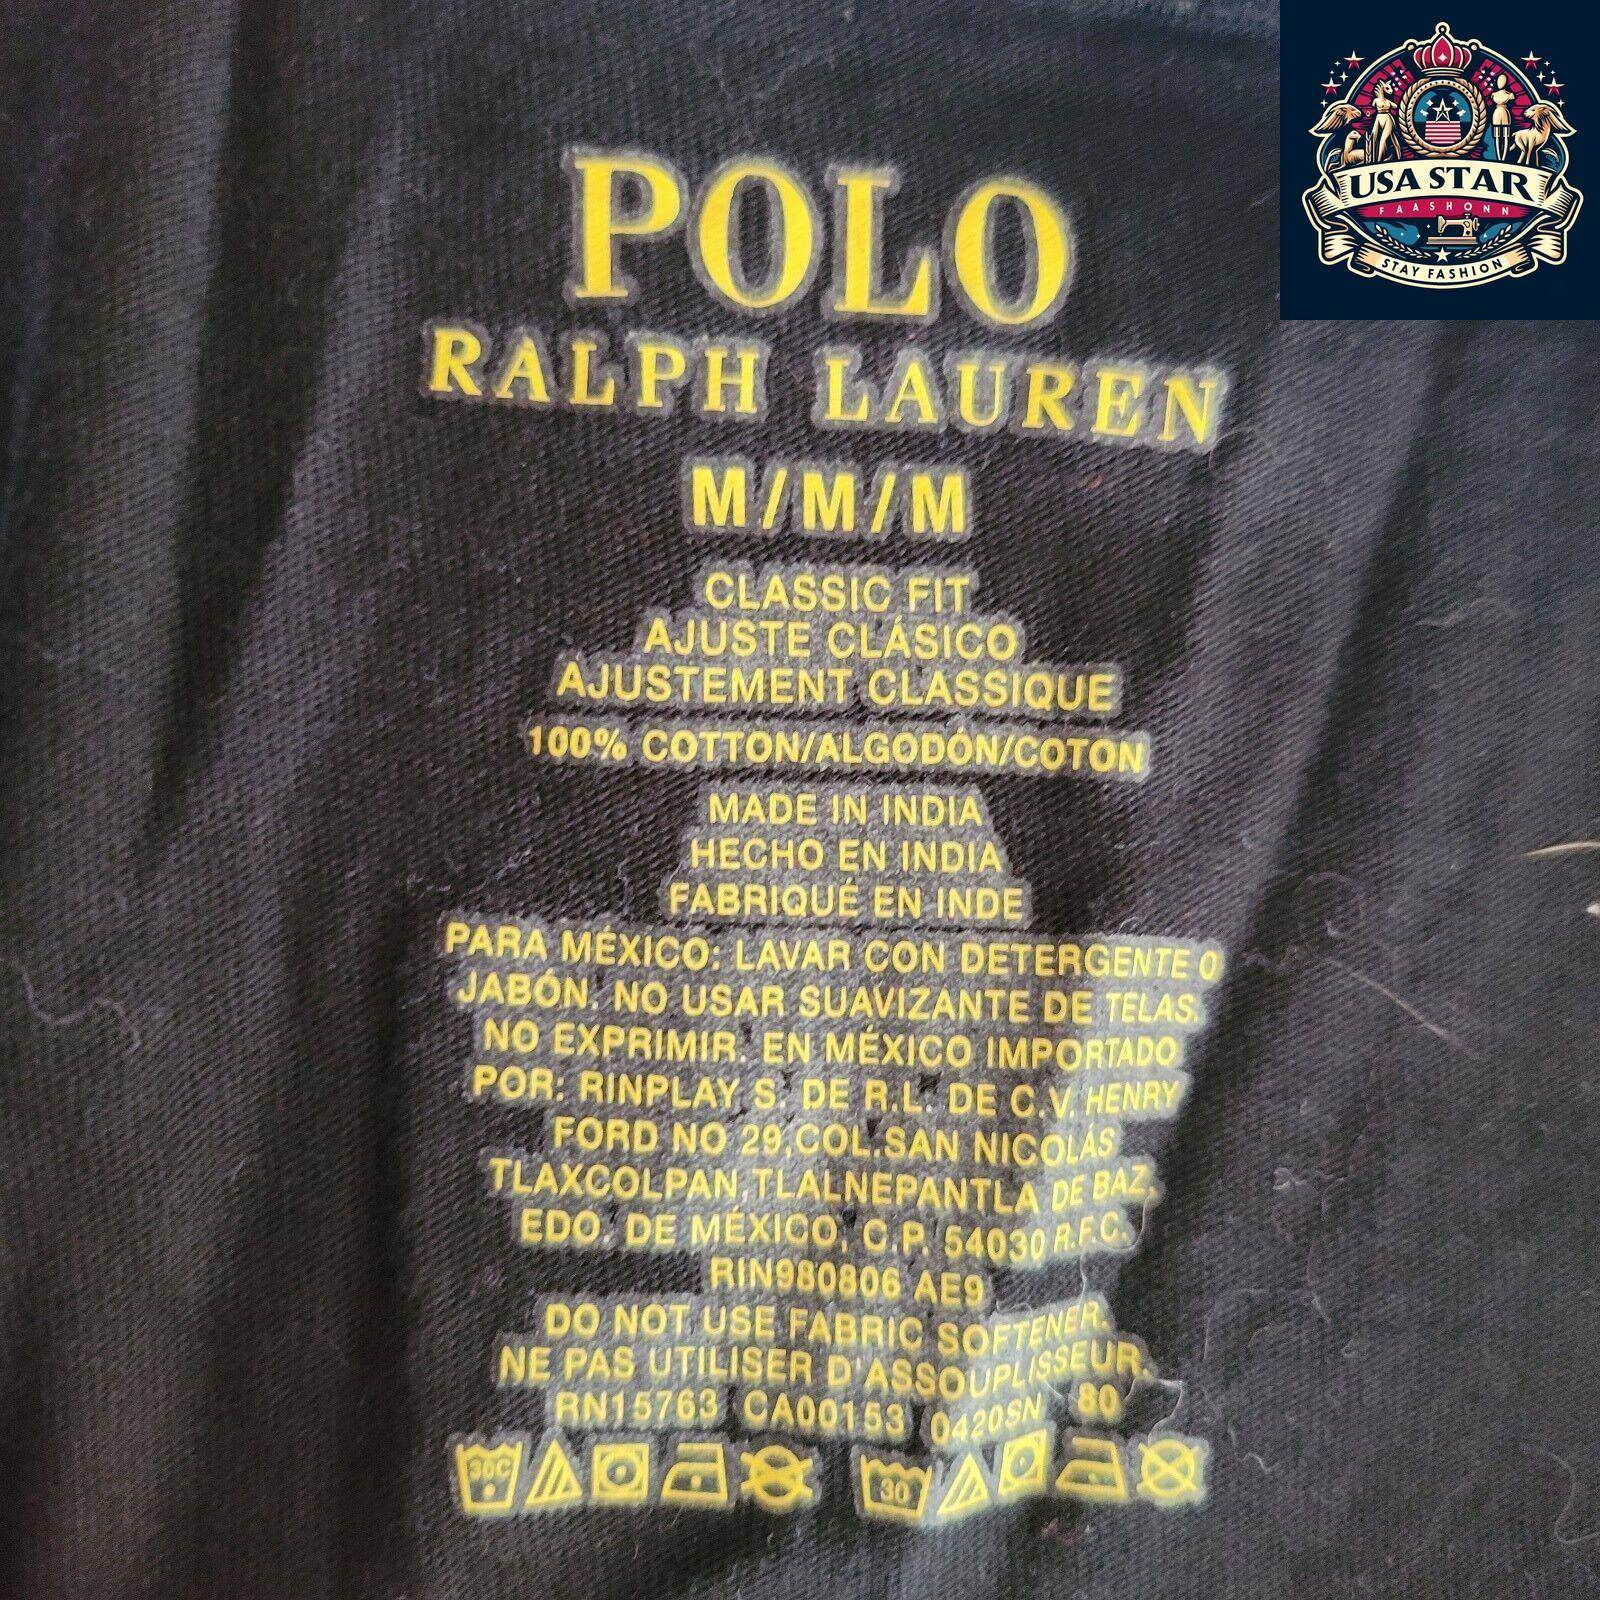 USA STAR
FAASHONN
STAY FASHION
POLO
RALPH LAUREN
M/M/M
CLASSIC FIT
AJUSTE CLÁSICO
AJUSTEMENT CLASSIQUE
100% COTTON/ALGODÓN/COTON
MADE IN INDIA
HECHO EN INDIA
FABRIQUÉ EN INDE
PARA MÉXICO: LAVAR CON DETERGENTE O
JABÓN. NO USAR SUAVIZANTE DE TELAS.
NO EXPRIMIR. EN MÉXICO IMPORTADO
POR: RINPLAY S. DE R.L. DE C.V. HENRY
FORD NO 29,COL.SAN NICOLÁS
TLAXCOLPAN,TLALNEPANTLA DE BAZ,
EDO. DE MÉXICO, C.P. 54030 R.F.C.
RIN980806 AE9
DO NOT USE FABRIC SOFTENER.
NE PAS UTILISER D'ASSOUPLISSEUR.
RN15763 CA00153 0420SN 80
30C 30